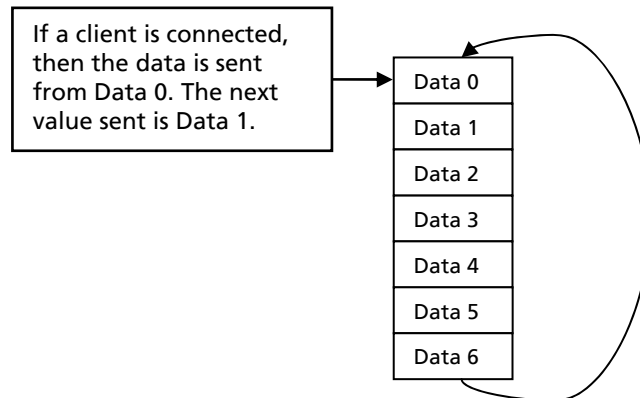 If a client is connected,
then the data is sent
from Data 0. The next
value sent is Data 1.
Data 0
Data 1
Data 2
Data 3
Data 4
Data 5
Data 6